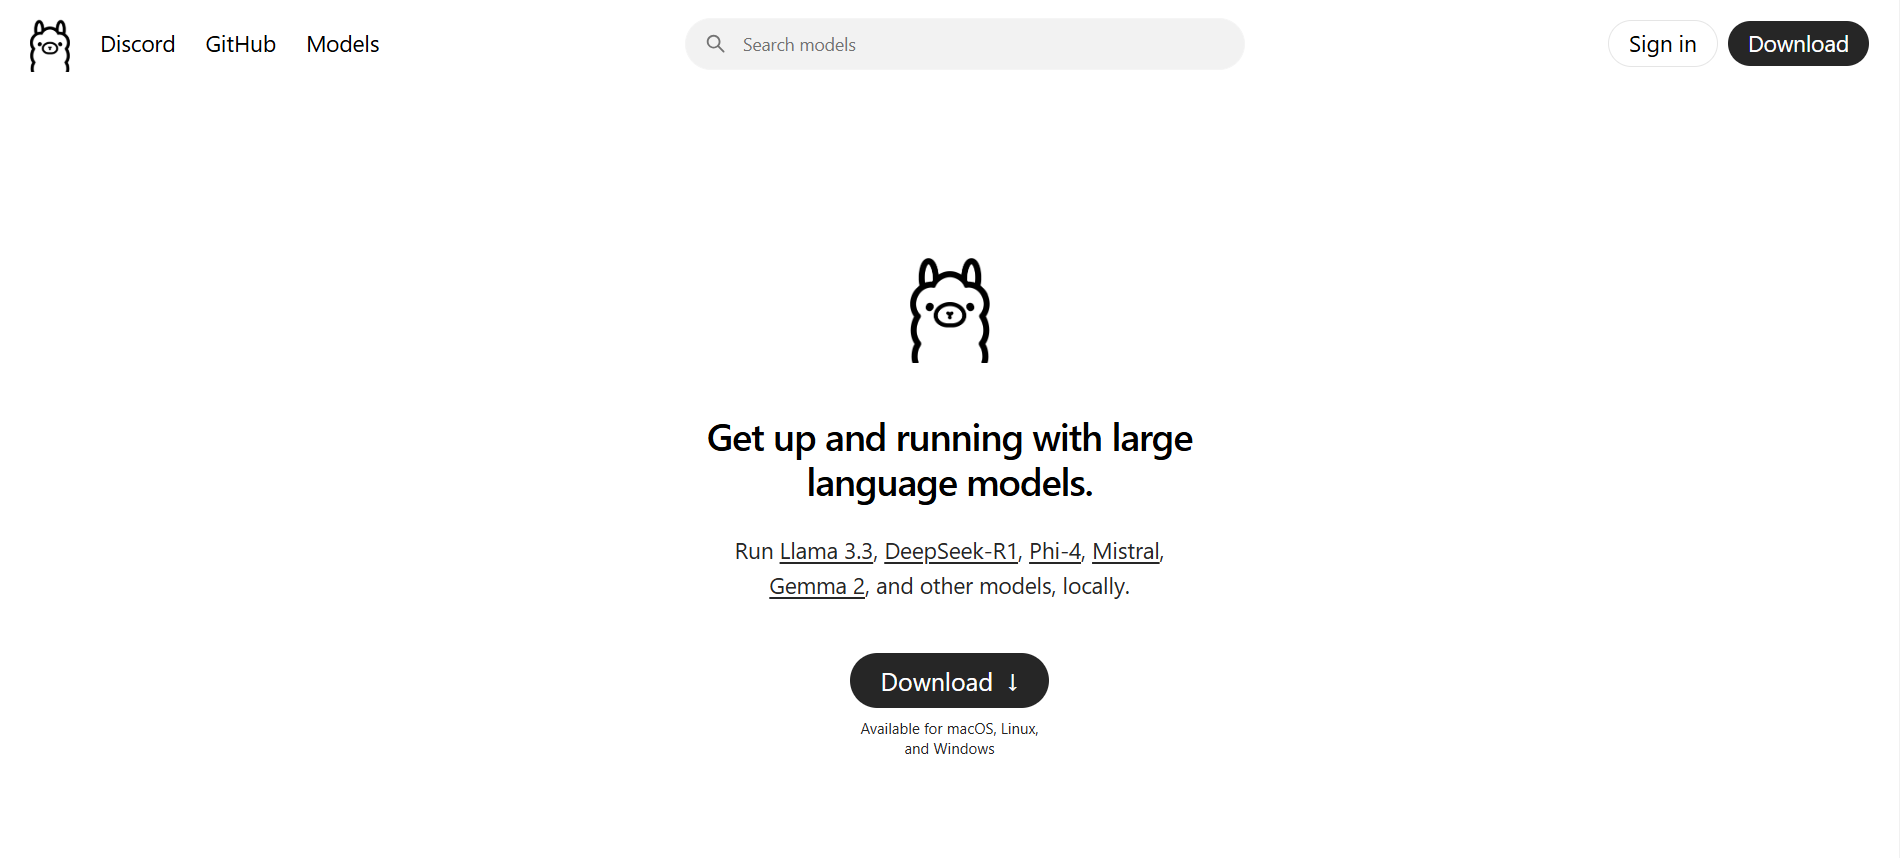 Discord GitHub Models Search models Sign in Download
Get up and running with large
language models.
Run Llama 3.3, DeepSeek-R1, Phi-4, Mistral,
Gemma 2, and other models, locally.
Download ↓
Available for macOS, Linux,
and Windows